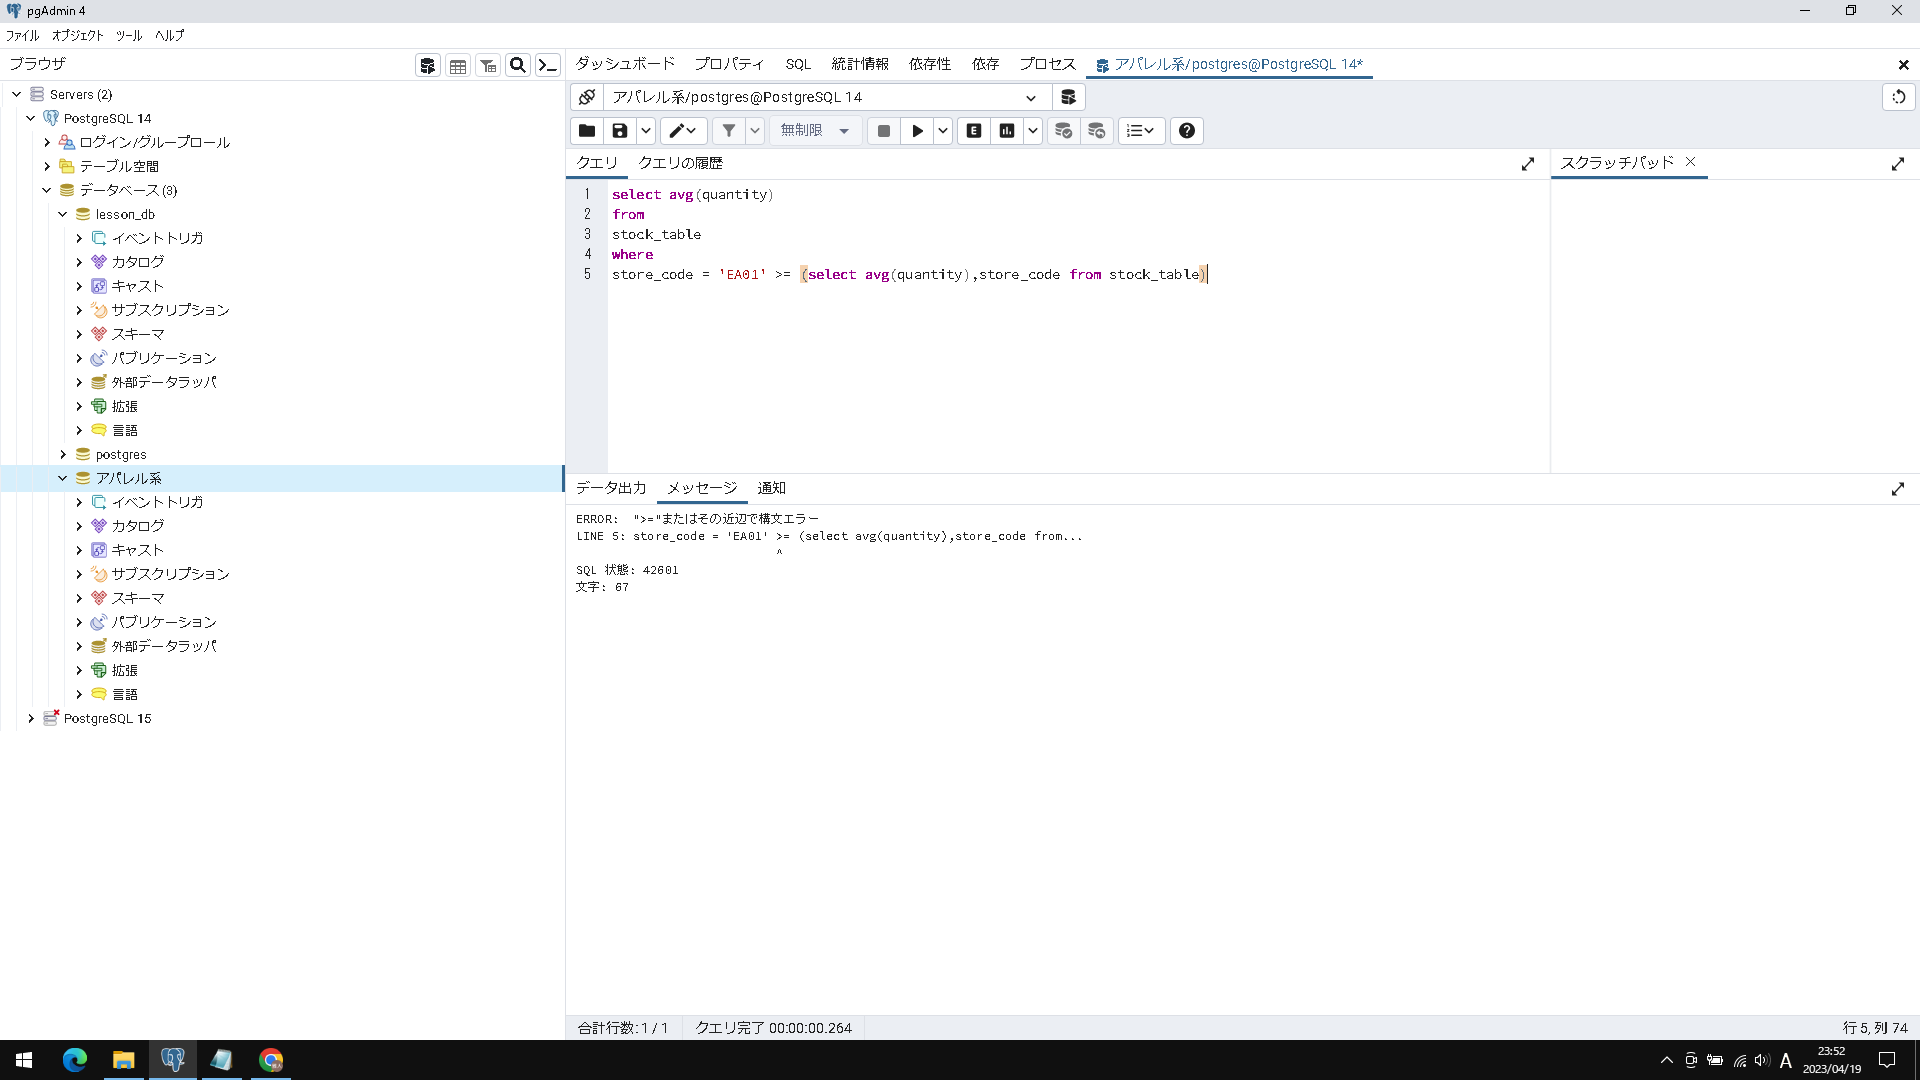 pgAdmin 4
ファイル オブジェクト ツール ヘルプ
ブラウザ
Servers (2)
PostgreSQL 14
ログイン/グループロール
テーブル空間
データベース (3)
lesson_db
イベントトリガ
カタログ
キャスト
サブスクリプション
スキーマ
パブリケーション
外部データラッパ
拡張
言語
postgres
アパレル系
イベントトリガ
カタログ
キャスト
サブスクリプション
スキーマ
パブリケーション
外部データラッパ
拡張
言語
PostgreSQL 15
ダッシュボード プロパティ SQL 統計情報 依存性 依存 プロセス アパレル系/postgres@PostgreSQL 14*
アパレル系/postgres@PostgreSQL 14
無制限
クエリ クエリの履歴
スクラッチパッド
1 select avg(quantity)
2 from
3 stock_table
4 where
5 store_code = 'EA01' >= (select avg(quantity),store_code from stock_table)
データ出力 メッセージ 通知
ERROR: ">="またはその近辺で構文エラー
LINE 5: store_code = 'EA01' >= (select avg(quantity),store_code from...
^
SQL 状態: 42601
文字: 67
合計行数: 1 / 1 クエリ完了 00:00:00.264
行 5, 列 74
A
23:52
2023/04/19